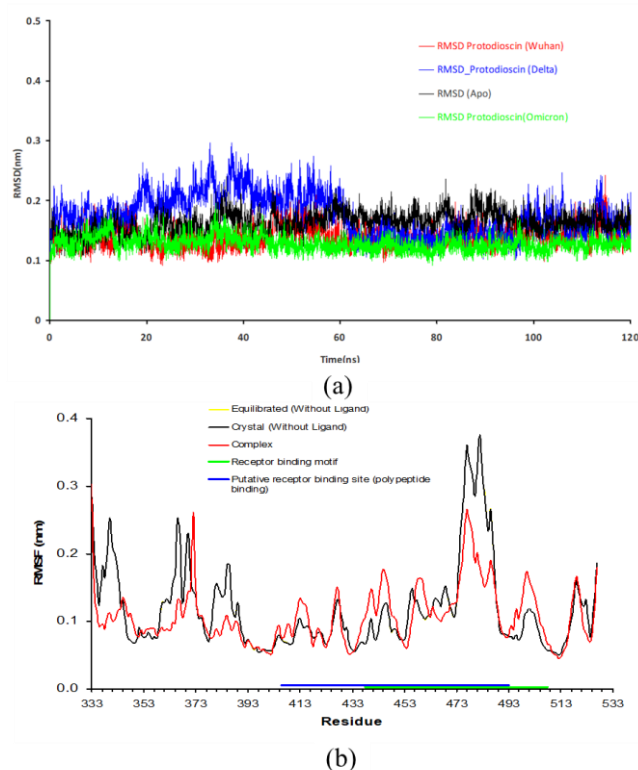 0.5
0.4
0.3
0.2
0.1
0
RMSD(nm)
RMSD Protodioscin (Wuhan)
RMSD_Protodioscin (Delta)
RMSD (Apo)
RMSD Protodioscin(Omicron)
0 20 40 60 80 100 120
Time(ns)
(a)
Equilibrated (Without Ligand)
Crystal (Without Ligand)
Complex
Receptor binding motif
Putative receptor binding site (polypeptide
binding)
0.4
0.3
0.2
0.1
0.0
RMSF (nm)
333 353 373 393 413 433 453 473 493 513 533
Residue
(b)